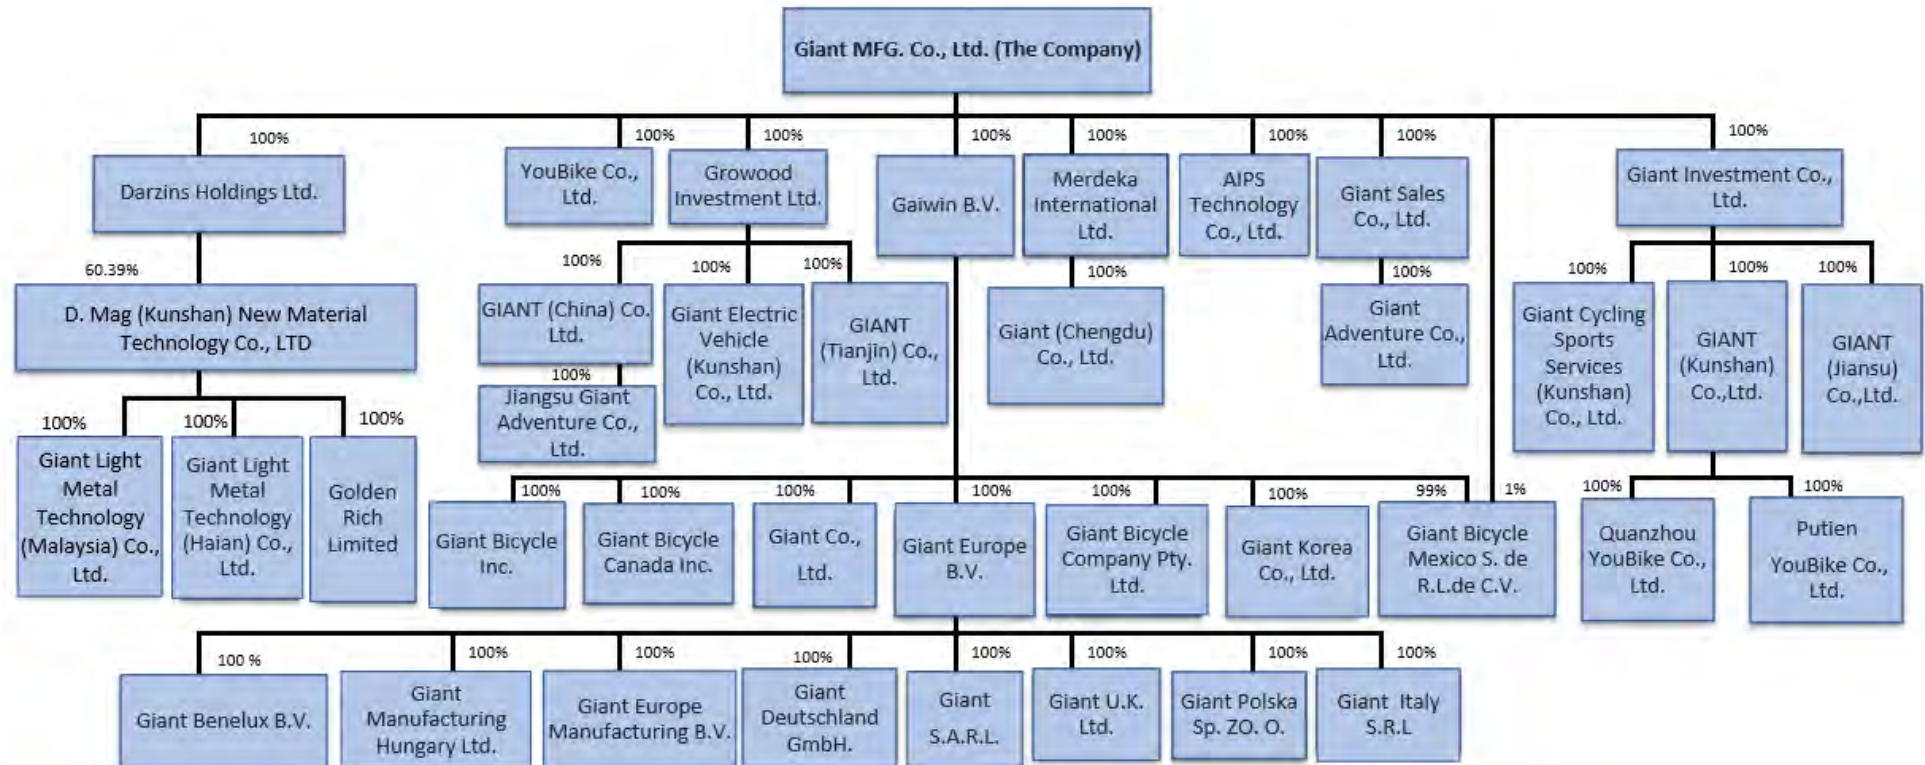 Giant MFG. Co., Ltd. (The Company)
100%
100%
100%
100%
100%
100%
100%
100%
Darzins Holdings Ltd.
YouBike Co.,
Ltd.
Growood
Investment Ltd.
Gaiwin B.V.
Merdeka
International
Ltd.
AIPS
Technology
Co., Ltd.
Giant Sales
Co., Ltd.
Giant Investment Co.,
Ltd.
60.39%
100%
100%
100%
100%
100%
100%
100%
100%
D. Mag (Kunshan) New Material
Technology Co., LTD
GIANT (China) Co.
Ltd.
Giant Electric
Vehicle
(Kunshan)
Co., Ltd.
GIANT
(Tianjin) Co.,
Ltd.
Giant (Chengdu)
Co., Ltd.
Giant
Adventure Co.,
Ltd.
Giant Cycling
Sports
Services
(Kunshan)
Co., Ltd.
GIANT
(Kunshan)
Co.,Ltd.
GIANT
(Jiansu)
Co.,Ltd.
100%
Jiangsu Giant
Adventure Co.,
Ltd.
100%
100%
100%
Giant Light
Metal
Technology
(Malaysia) Co.,
Ltd.
Giant Light
Metal
Technology
(Haian) Co.,
Ltd.
Golden
Rich
Limited
100%
100%
100%
100%
100%
100%
99%
1%
100%
100%
Giant Bicycle
Inc.
Giant Bicycle
Canada Inc.
Giant Co.,
Ltd.
Giant Europe
B.V.
Giant Bicycle
Company Pty.
Ltd.
Giant Korea
Co., Ltd.
Giant Bicycle
Mexico S. de
R.L.de C.V.
Quanzhou
YouBike Co.,
Ltd.
Putien
YouBike Co.,
Ltd.
100 %
100%
100%
100%
100%
100%
100%
100%
Giant Benelux B.V.
Giant
Manufacturing
Hungary Ltd.
Giant Europe
Manufacturing B.V.
Giant
Deutschland
GmbH.
Giant
S.A.R.L.
Giant U.K.
Ltd.
Giant Polska
Sp. ZO. O.
Giant Italy
S.R.L